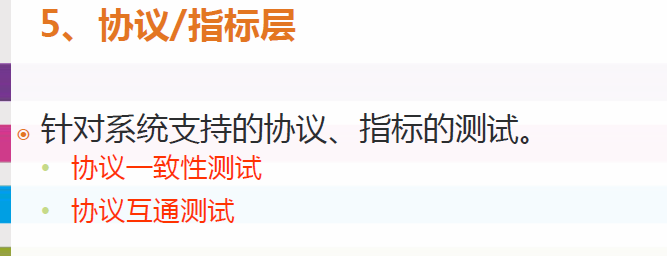 5、协议/指标层
针对系统支持的协议、指标的测试。
协议一致性测试
协议互通测试